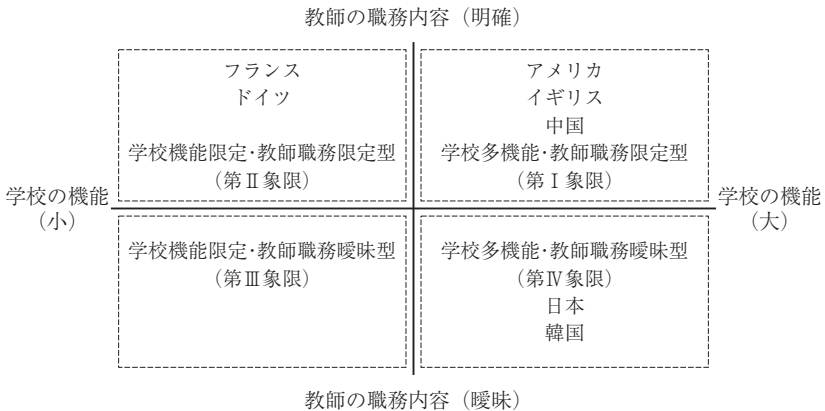 教師の職務内容（明確）
フランス
ドイツ
学校機能限定・教師職務限定型
（第Ⅱ象限）
アメリカ
イギリス
中国
学校多機能・教師職務限定型
（第Ⅰ象限）
学校の機能
（小）
学校の機能
（大）
学校機能限定・教師職務曖昧型
（第Ⅲ象限）
学校多機能・教師職務曖昧型
（第Ⅳ象限）
日本
韓国
教師の職務内容（曖昧）